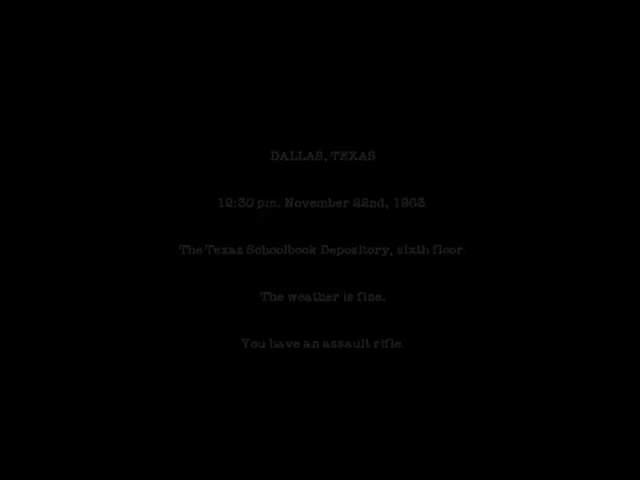 DALLAS, TEXAS
12:30 pm. November 22nd, 1963.
The Texas Schoolbook Depository, sixth floor.
The weather is fine.
You have an assault rifle.